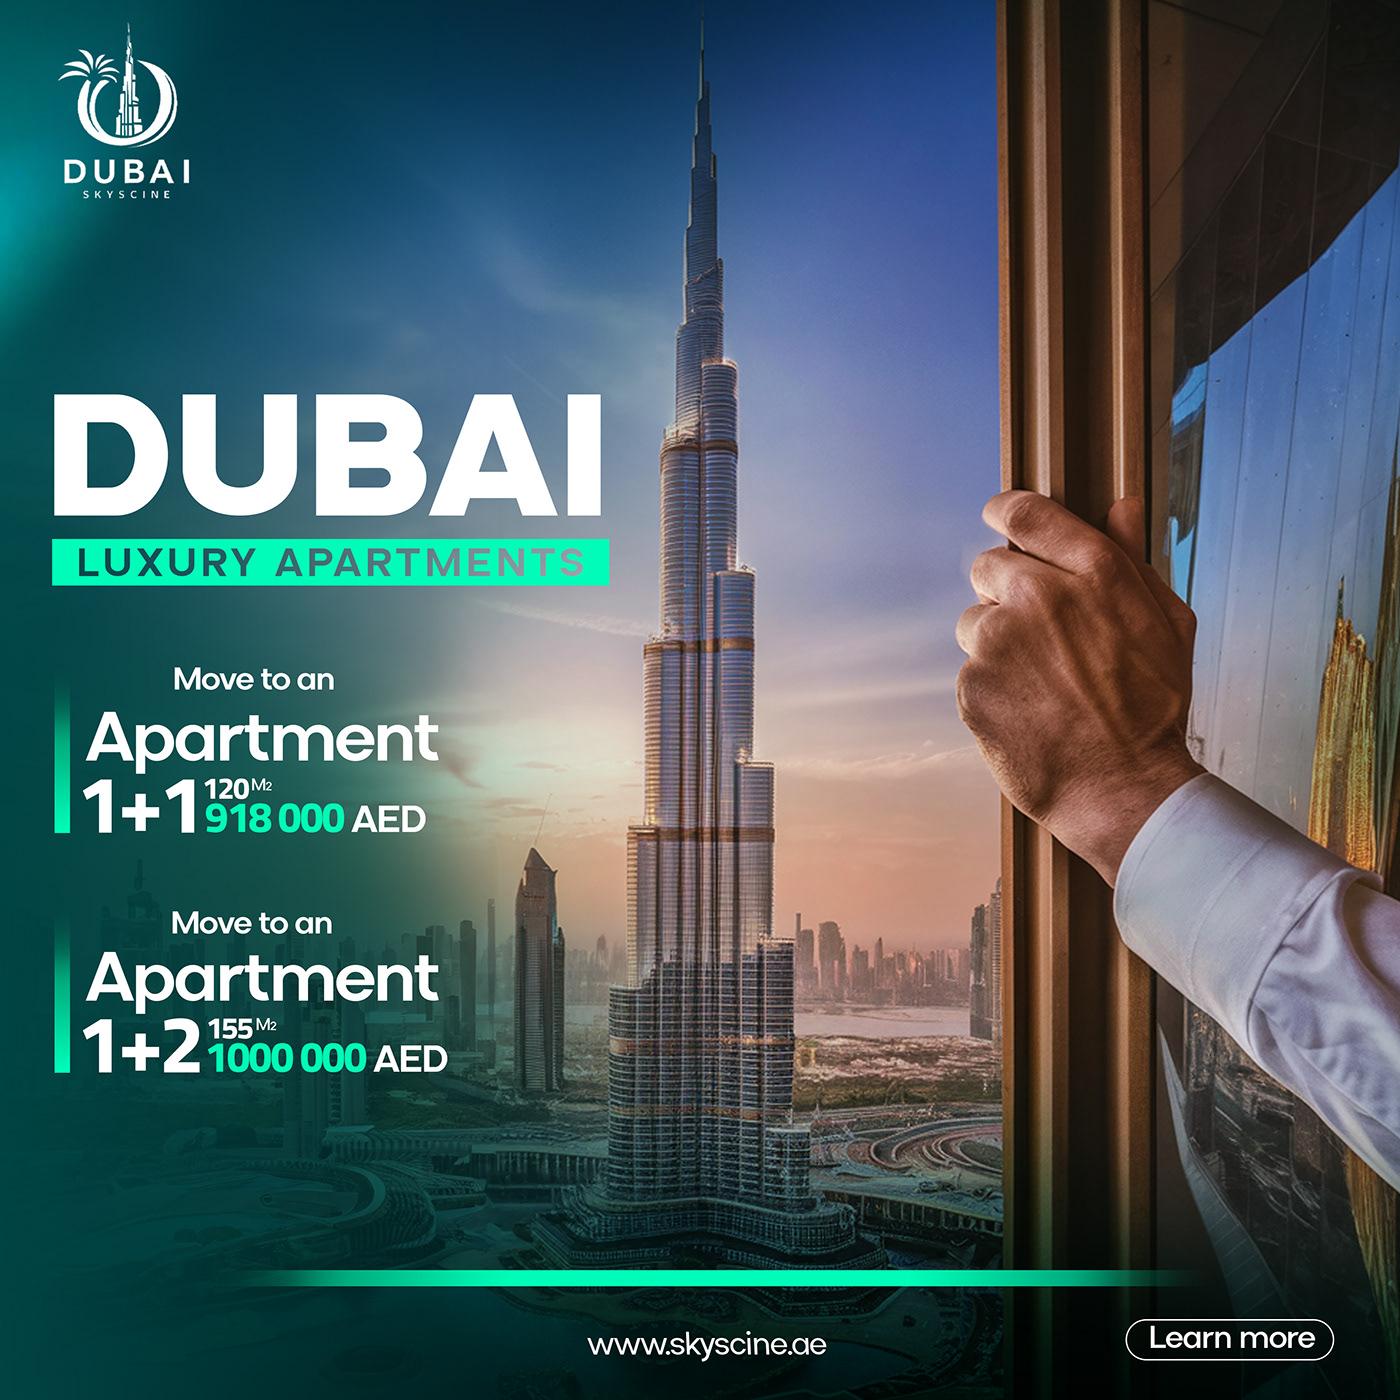 DUBAI
SKYSCINE
DUBAI
LUXURY APARTMENTS
Move to an
Apartment
1+1 120 M2
918 000 AED
Move to an
Apartment
1+2 155 M2
1000 000 AED
www.skyscine.ae
Learn more